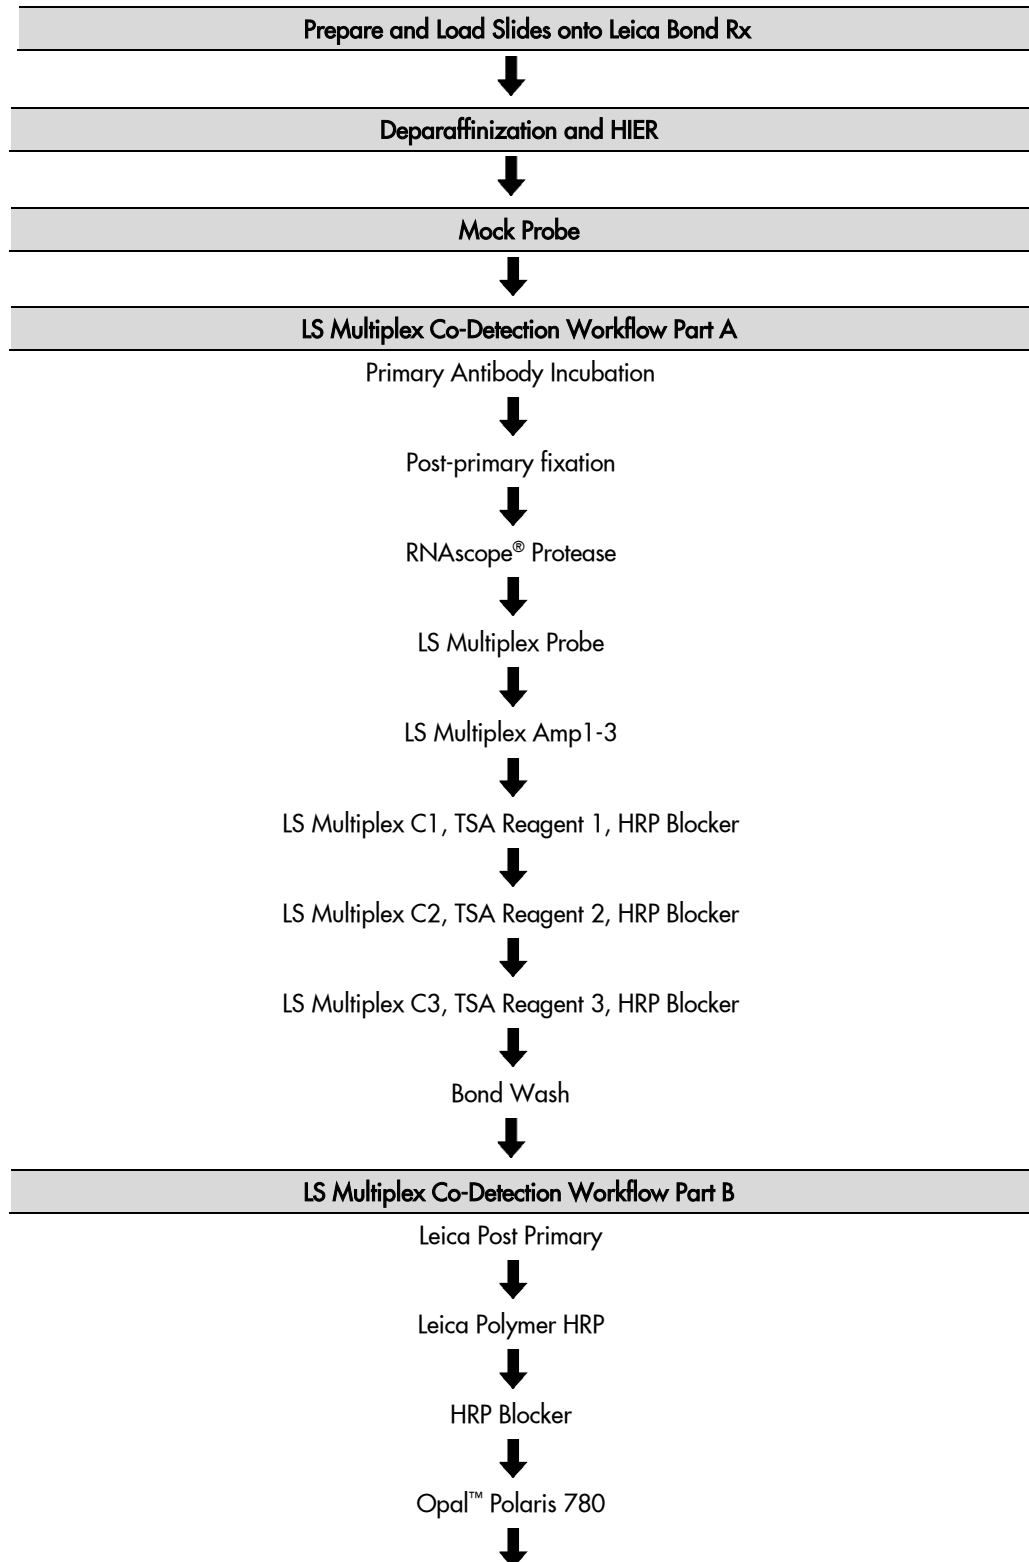 Prepare and Load Slides onto Leica Bond Rx
Deparaffinization and HIER
Mock Probe
LS Multiplex Co-Detection Workflow Part A
Primary Antibody Incubation
Post-primary fixation
RNAscope® Protease
LS Multiplex Probe
LS Multiplex Amp1-3
LS Multiplex C1, TSA Reagent 1, HRP Blocker
LS Multiplex C2, TSA Reagent 2, HRP Blocker
LS Multiplex C3, TSA Reagent 3, HRP Blocker
Bond Wash
LS Multiplex Co-Detection Workflow Part B
Leica Post Primary
Leica Polymer HRP
HRP Blocker
Opal™ Polaris 780